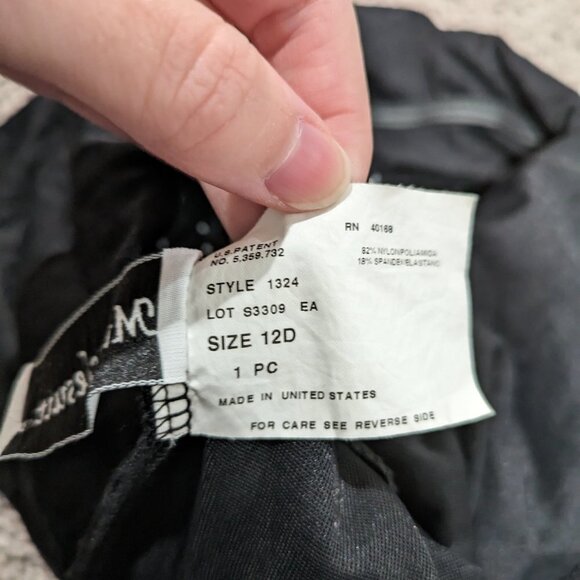 U.S. PATENT
NO. 5,359,732
RN 40168
82% NYLON/POLIAMIDA
18% SPANDEX/ELASTANO
STYLE 1324
LOT S3309 EA
SIZE 12D
1 PC
MADE IN UNITED STATES
FOR CARE SEE REVERSE SIDE